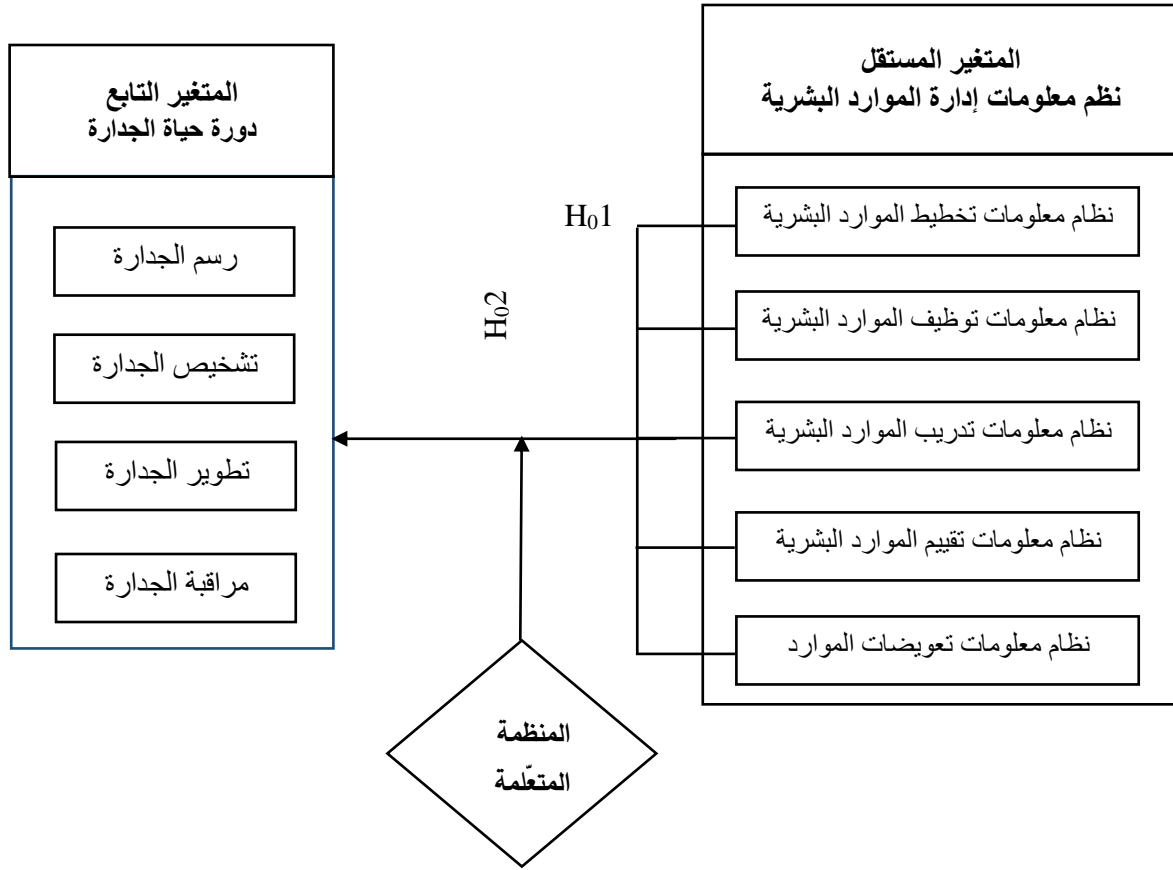 المتغير المستقل
نظم معلومات إدارة الموارد البشرية
نظام معلومات تخطيط الموارد البشرية
نظام معلومات توظيف الموارد البشرية
نظام معلومات تدريب الموارد البشرية
نظام معلومات تقييم الموارد البشرية
نظام معلومات تعويضات الموارد
H₀1
H₀2
المنظمة
المتعلّمة
المتغير التابع
دورة حياة الجدارة
رسم الجدارة
تشخيص الجدارة
تطوير الجدارة
مراقبة الجدارة